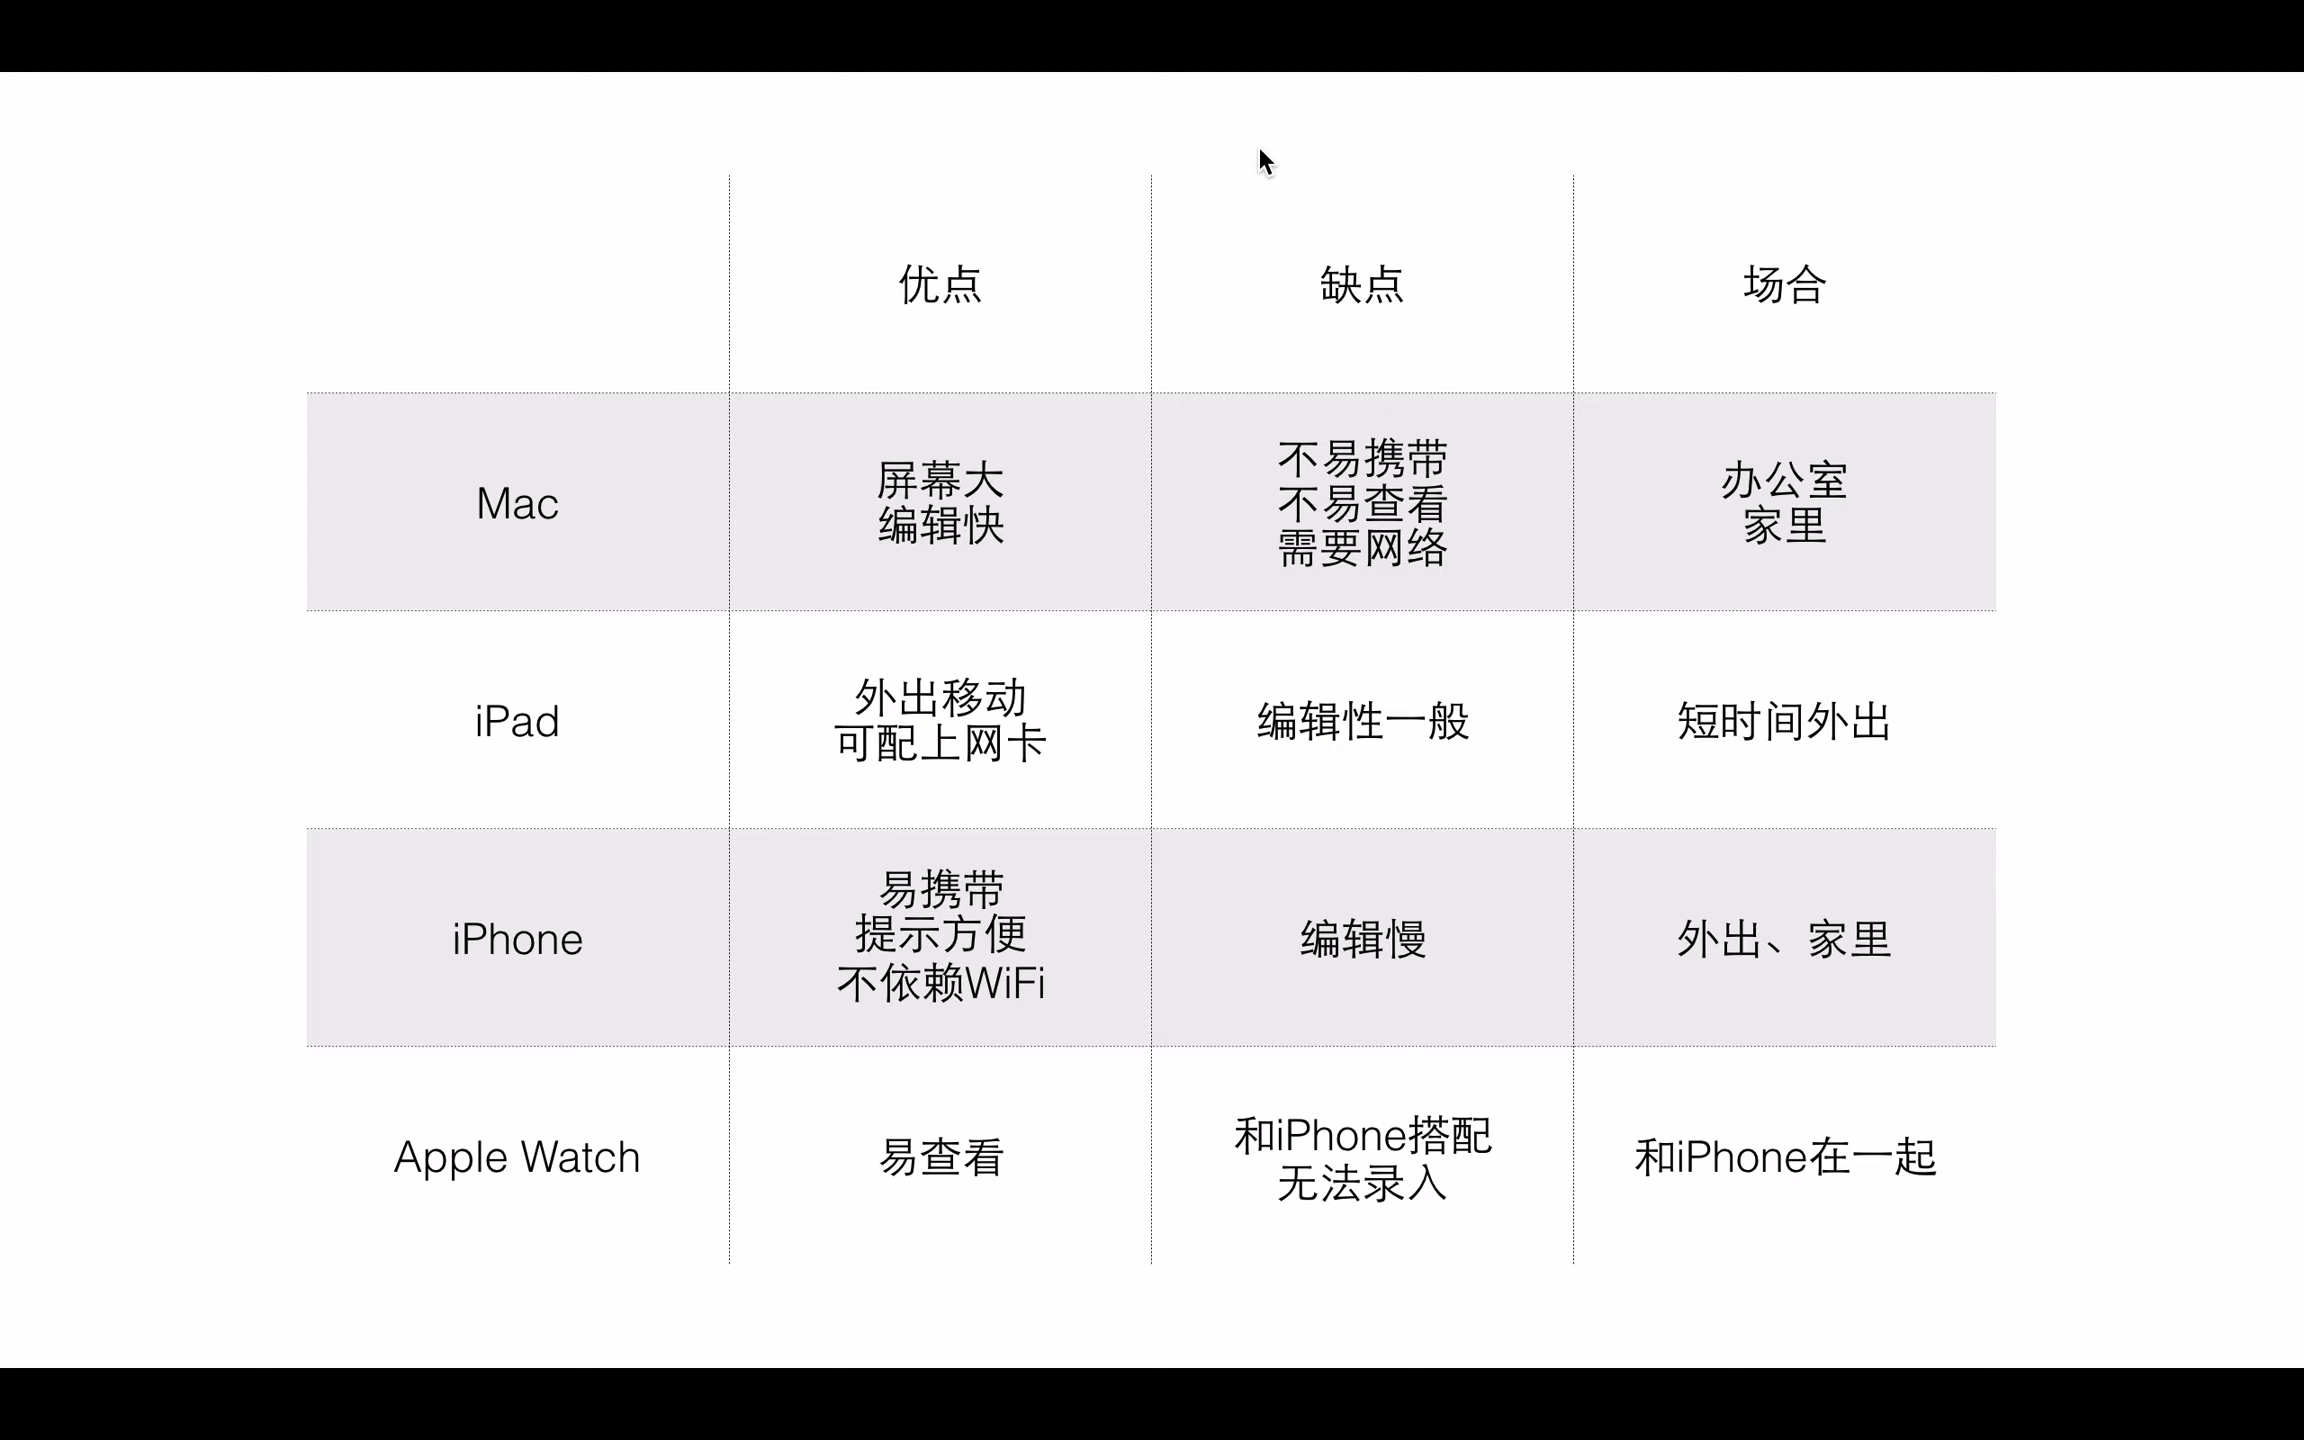 优点
缺点
场合
Mac
屏幕大
编辑快
不易携带
不易查看
需要网络
办公室
家里
iPad
外出移动
可配上网卡
编辑性一般
短时间外出
iPhone
易携带
提示方便
不依赖WiFi
编辑慢
外出、家里
Apple Watch
易查看
和iPhone搭配
无法录入
和iPhone在一起